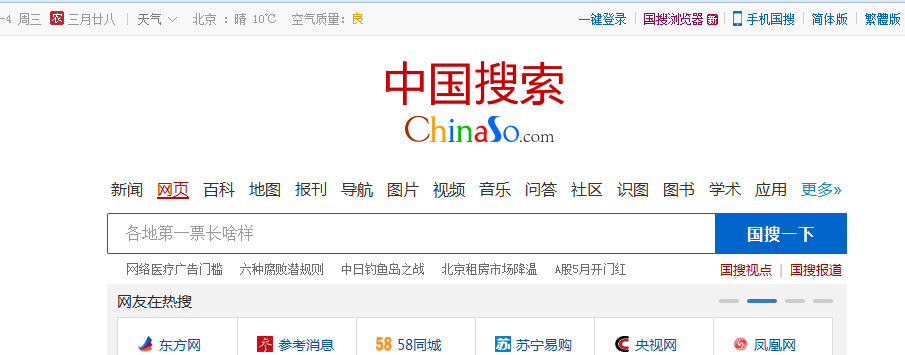 -4 周三 农 三月廿八 天气 北京 : 晴 10℃ 空气质量: 良 一键登录 国搜浏览器 新 手机国搜 简体版 繁體版
中国搜索
ChinaSo.com
新闻 网页 百科 地图 报刊 导航 图片 视频 音乐 问答 社区 识图 图书 学术 应用 更多»
各地第一票长啥样 国搜一下
网络医疗广告门槛 六种腐败潜规则 中日钓鱼岛之战 北京租房市场降温 A股5月开门红 国搜视点 | 国搜报道
网友在热搜
东方网 参考消息 58 58同城 苏宁易购 央视网 凤凰网